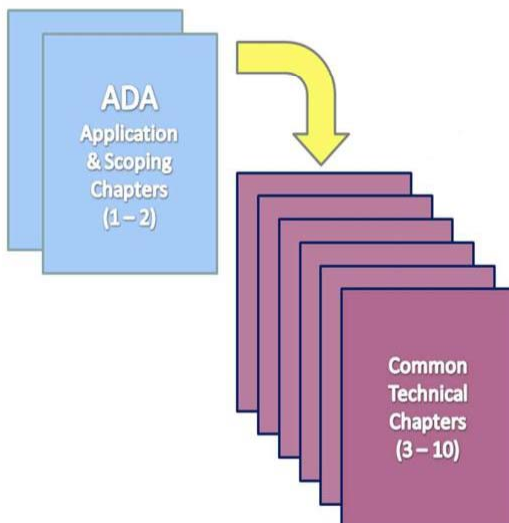 ADA
Application
& Scoping
Chapters
(1 – 2)
Common
Technical
Chapters
(3 – 10)